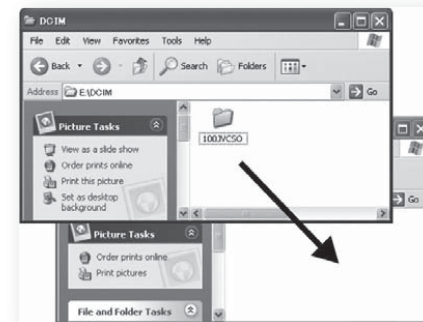 DCIM
File Edit View Favorites Tools Help
Back Search Folders
Address E:\DCIM Go
Picture Tasks
View as a slide show
Order prints online
Print this picture
Set as desktop
background
100JVCSO
Go
Picture Tasks
Order prints online
Print pictures
File and Folder Tasks